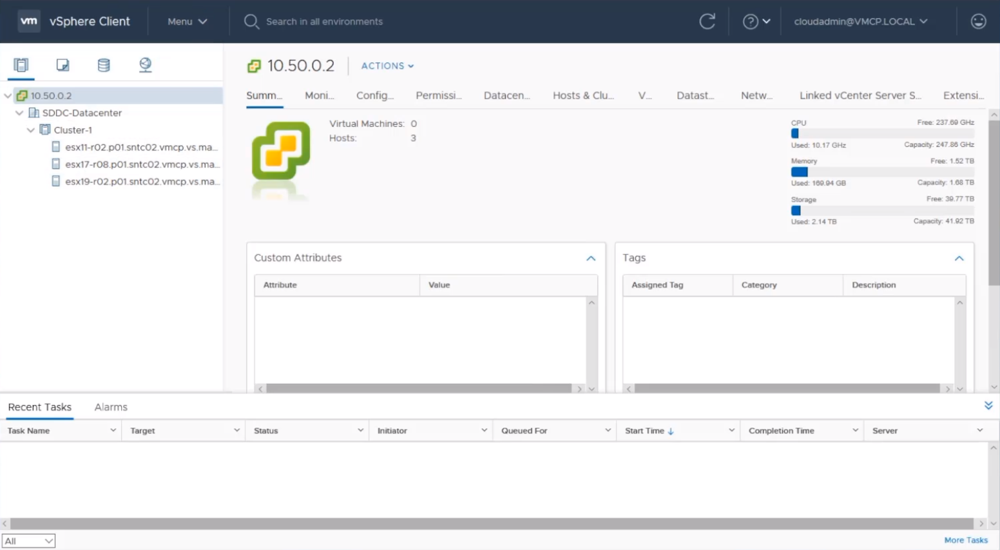 vm vSphere Client Menu Search in all environments cloudadmin@VMCP.LOCAL
10.50.0.2
SDDC-Datacenter
Cluster-1
esx11-r02.p01.sntc02.vmcp.vs.ma...
esx17-r08.p01.sntc02.vmcp.vs.ma...
esx19-r02.p01.sntc02.vmcp.vs.ma...
10.50.0.2 ACTIONS
Summ... Moni... Config... Permissi... Datacen... Hosts & Clu... V... Datast... Netw... Linked vCenter Server S... Extensi...
Virtual Machines: 0
Hosts: 3
CPU Free: 237.69 GHz
Used: 10.17 GHz Capacity: 247.86 GHz
Memory Free: 1.52 TB
Used: 169.94 GB Capacity: 1.68 TB
Storage Free: 39.77 TB
Used: 2.14 TB Capacity: 41.92 TB
Custom Attributes
Attribute Value
Tags
Assigned Tag Category Description
Recent Tasks Alarms
Task Name Target Status Initiator Queued For Start Time Completion Time Server
All More Tasks